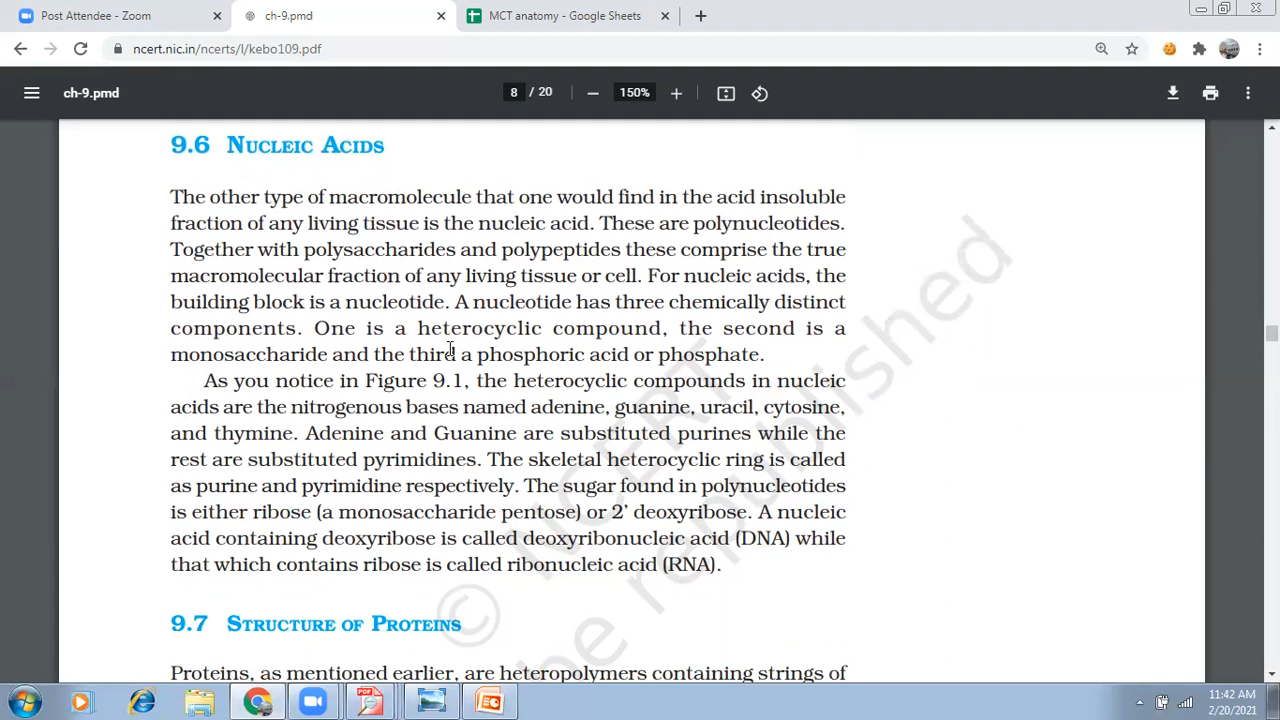 Post Attendee - Zoom
ch-9.pmd
MCT anatomy - Google Sheets
ncert.nic.in/ncerts/l/kebo109.pdf
ch-9.pmd
8 / 20
150%
9.6 NUCLEIC ACIDS
The other type of macromolecule that one would find in the acid insoluble
fraction of any living tissue is the nucleic acid. These are polynucleotides.
Together with polysaccharides and polypeptides these comprise the true
macromolecular fraction of any living tissue or cell. For nucleic acids, the
building block is a nucleotide. A nucleotide has three chemically distinct
components. One is a heterocyclic compound, the second is a
monosaccharide and the third a phosphoric acid or phosphate.
As you notice in Figure 9.1, the heterocyclic compounds in nucleic
acids are the nitrogenous bases named adenine, guanine, uracil, cytosine,
and thymine. Adenine and Guanine are substituted purines while the
rest are substituted pyrimidines. The skeletal heterocyclic ring is called
as purine and pyrimidine respectively. The sugar found in polynucleotides
is either ribose (a monosaccharide pentose) or 2’ deoxyribose. A nucleic
acid containing deoxyribose is called deoxyribonucleic acid (DNA) while
that which contains ribose is called ribonucleic acid (RNA).
© NCERT
be republished
9.7 STRUCTURE OF PROTEINS
Proteins, as mentioned earlier, are heteropolymers containing strings of
PDF
11:42 AM
2/20/2021